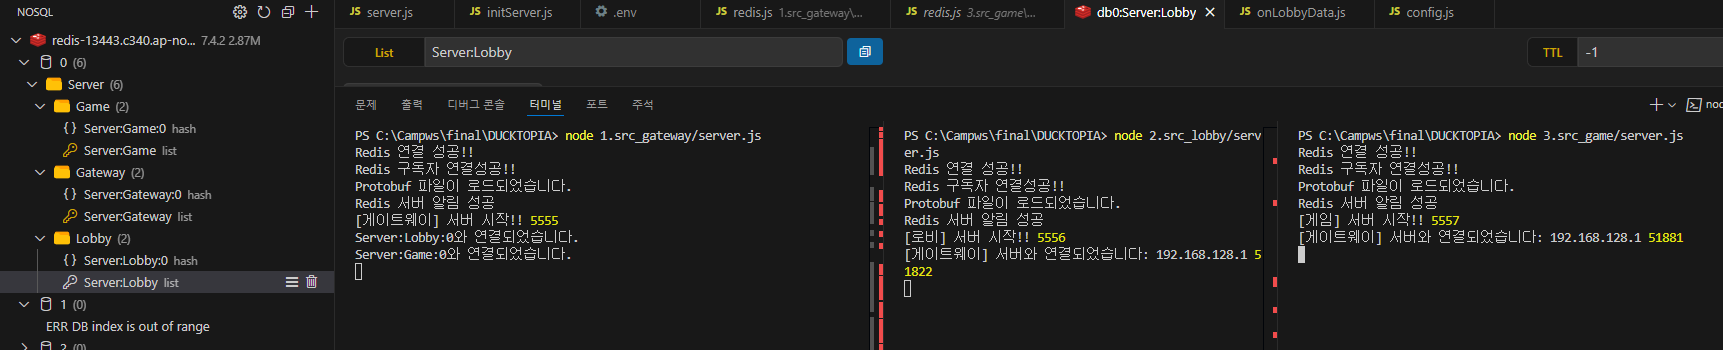 NOSQL
redis-13443.c340.ap-no... 7.4.2 2.87M
0 (6)
Server (6)
Game (2)
Server:Game:0 hash
Server:Game list
Gateway (2)
Server:Gateway:0 hash
Server:Gateway list
Lobby (2)
Server:Lobby:0 hash
Server:Lobby list
1 (0)
ERR DB index is out of range
2 (0)
JS server.js
JS initServer.js
.env
JS redis.js 1.src_gateway\...
JS redis.js 3.src_game\...
db0:Server:Lobby
JS onLobbyData.js
JS config.js
List
Server:Lobby
TTL
-1
문제
출력
디버그 콘솔
터미널
포트
주석
noc
PS C:\Campws\final\DUCKTOPIA> node 1.src_gateway/server.js
Redis 연결 성공!!
Redis 구독자 연결성공!!
Protobuf 파일이 로드되었습니다.
Redis 서버 알림 성공
[게이트웨이] 서버 시작!! 5555
Server:Lobby:0와 연결되었습니다.
Server:Game:0와 연결되었습니다.
PS C:\Campws\final\DUCKTOPIA> node 2.src_lobby/serv
er.js
Redis 연결 성공!!
Redis 구독자 연결성공!!
Protobuf 파일이 로드되었습니다.
Redis 서버 알림 성공
[로비] 서버 시작!! 5556
[게이트웨이] 서버와 연결되었습니다: 192.168.128.1 5
1822
PS C:\Campws\final\DUCKTOPIA> node 3.src_game/server.js
Redis 연결 성공!!
Redis 구독자 연결성공!!
Protobuf 파일이 로드되었습니다.
Redis 서버 알림 성공
[게임] 서버 시작!! 5557
[게이트웨이] 서버와 연결되었습니다: 192.168.128.1 51881